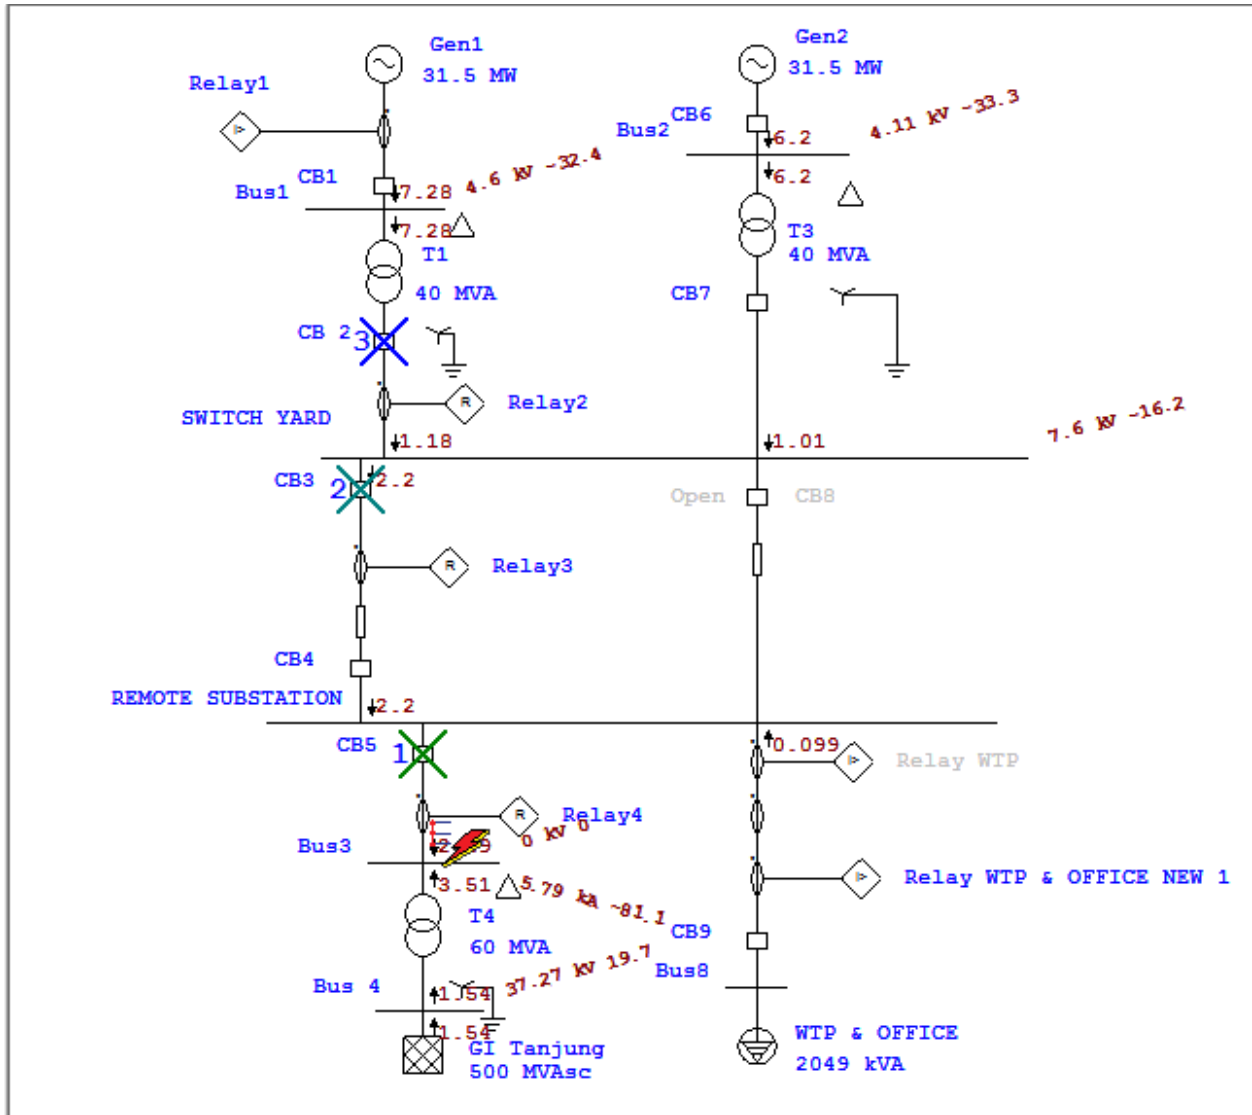 Gen1
31.5 MW
Gen2
31.5 MW
Relay1
I>
CB6
Bus2
6.2
4.11 kV -33.3
6.2
CB1
Bus1
7.28
4.6 kV -32.4
7.28
T1
40 MVA
T3
40 MVA
CB7
CB 2
3
R
Relay2
SWITCH YARD
1.18
1.01
7.6 kV -16.2
CB3
2
2.2
Open
CB8
R
Relay3
CB4
REMOTE SUBSTATION
2.2
CB5
1
0.099
I>
Relay WTP
R
Relay4
0 kV 0
Bus3
3.51
5.79 kA -81.1
I>
Relay WTP & OFFICE NEW 1
T4
60 MVA
CB9
Bus8
Bus 4
1.54
37.27 kV 19.7
1.54
GI Tanjung
500 MVAsc
WTP & OFFICE
2049 kVA